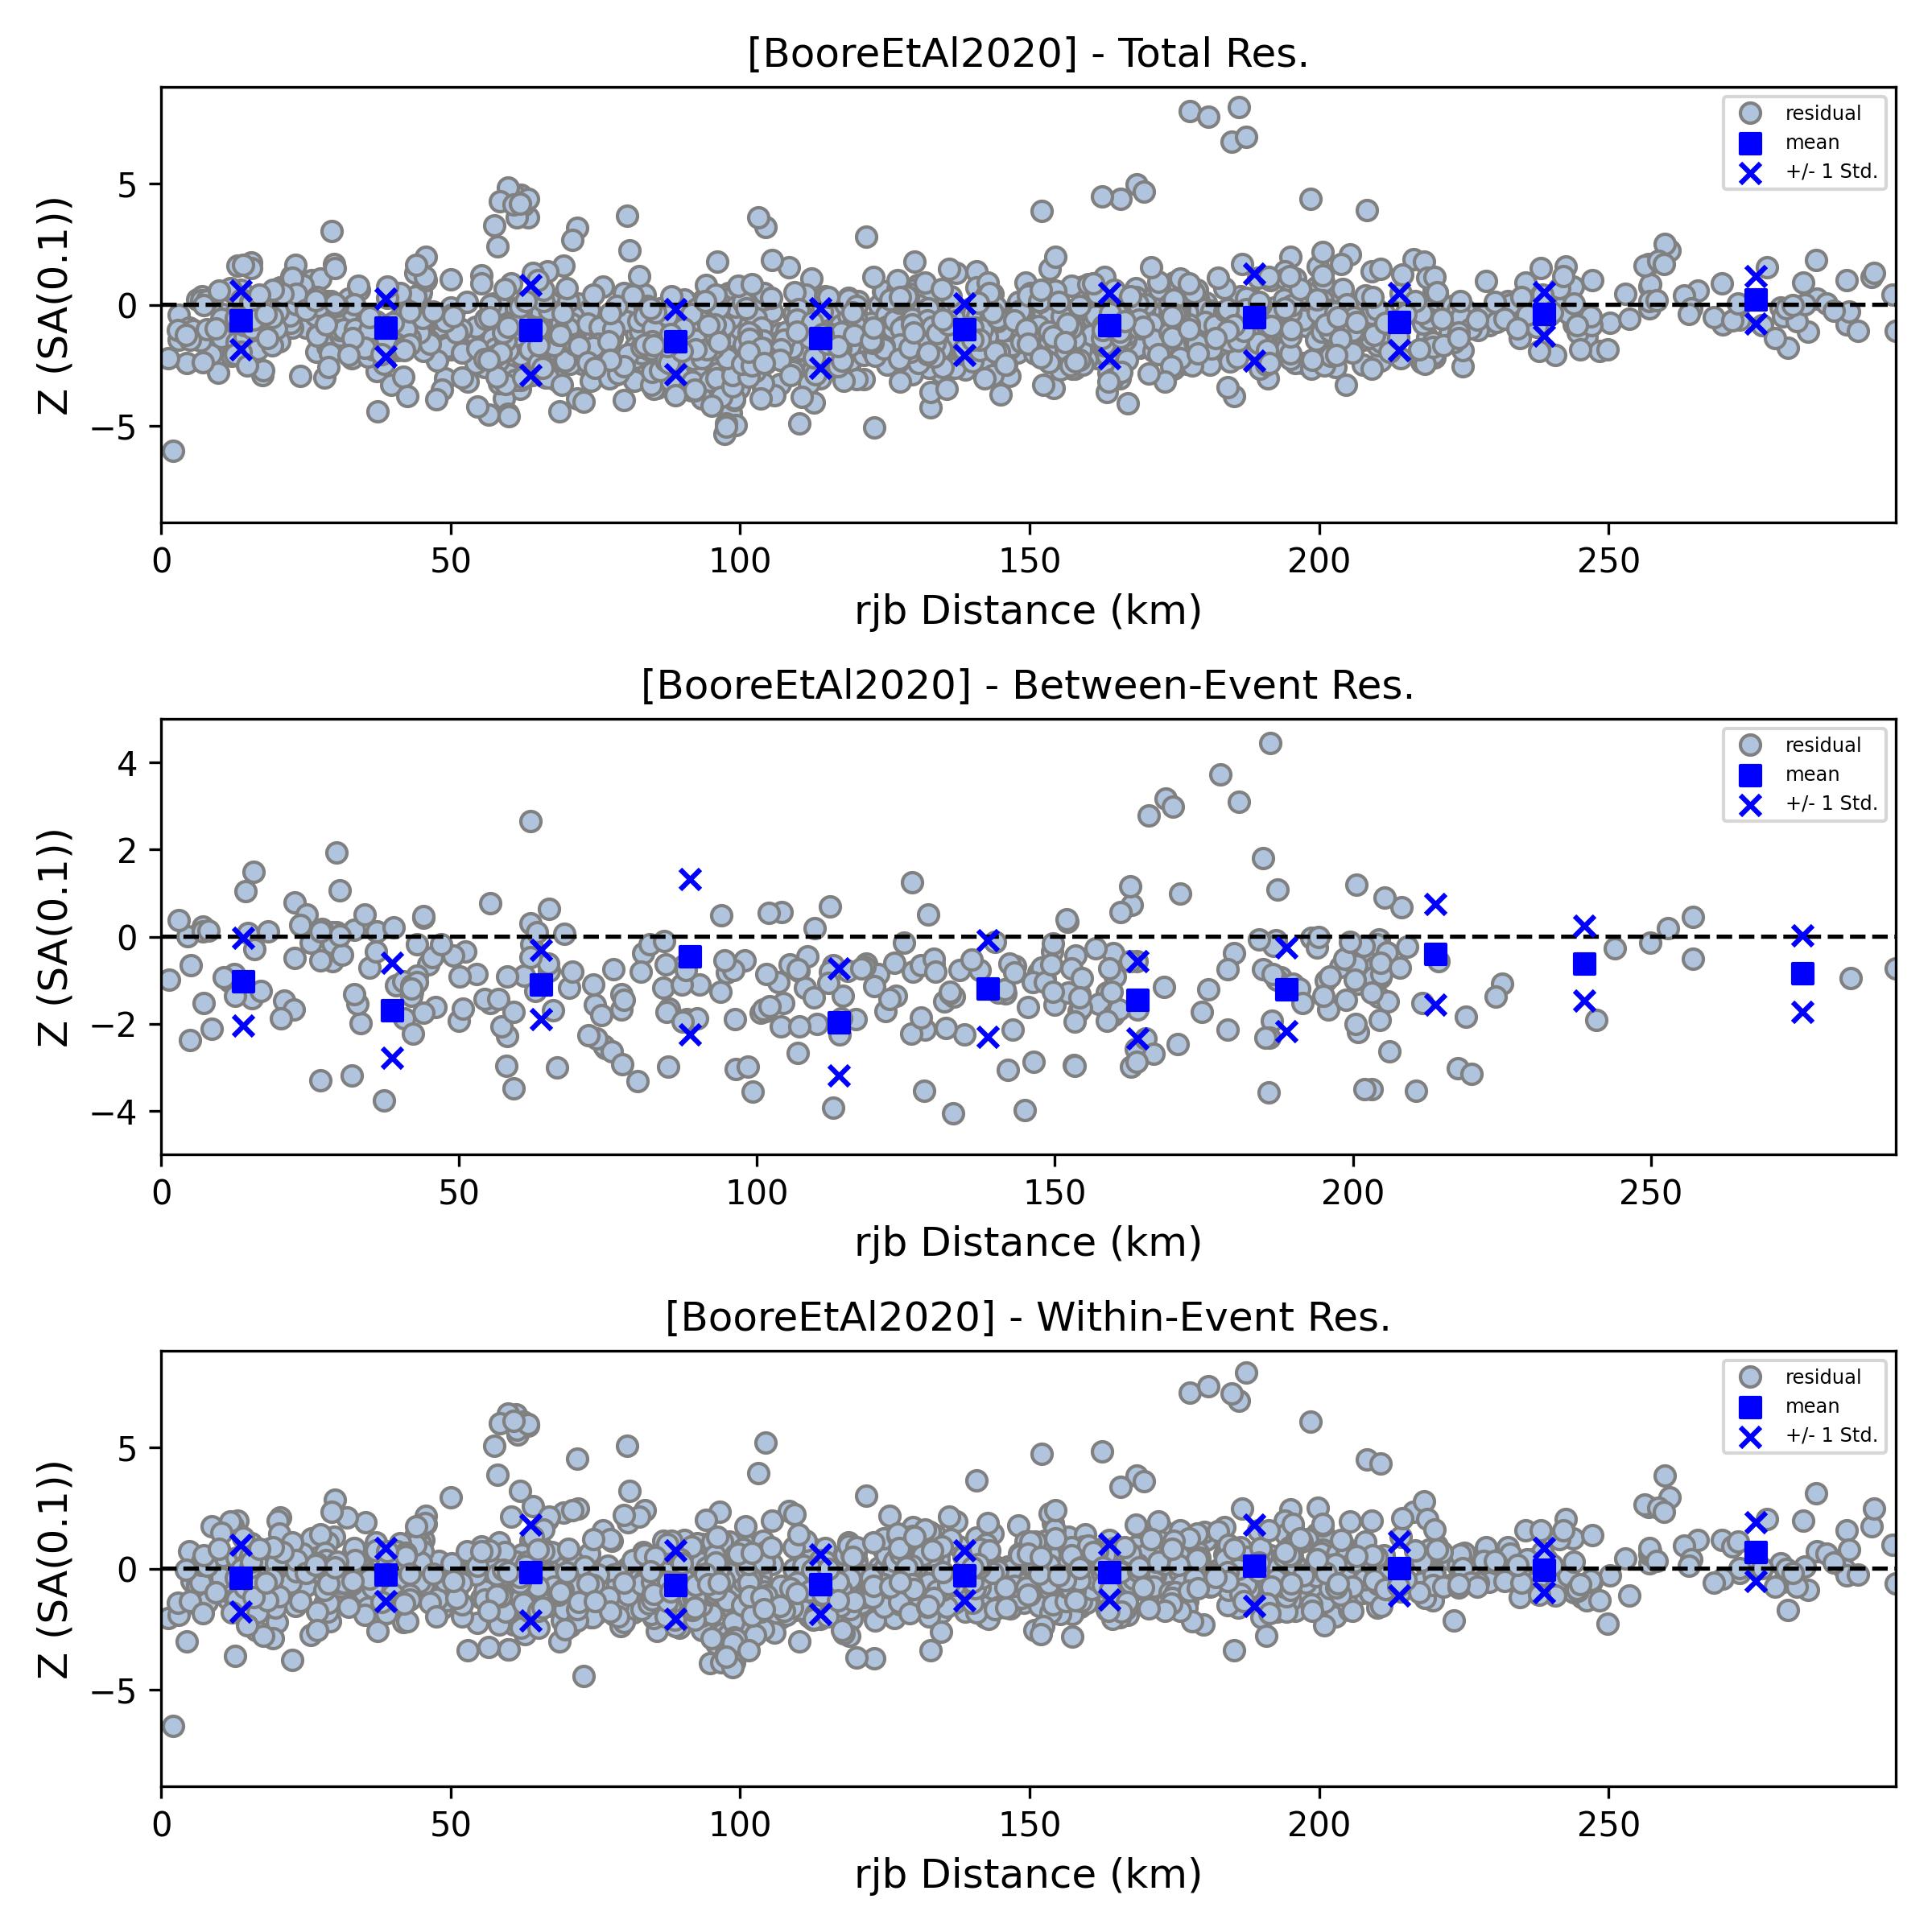 [BooreEtAl2020] - Total Res.
residual
mean
+/- 1 Std.
Z (SA(0.1))
5
0
−5
0 50 100 150 200 250
rjb Distance (km)
[BooreEtAl2020] - Between-Event Res.
residual
mean
+/- 1 Std.
Z (SA(0.1))
4
2
0
−2
−4
0 50 100 150 200 250
rjb Distance (km)
[BooreEtAl2020] - Within-Event Res.
residual
mean
+/- 1 Std.
Z (SA(0.1))
5
0
−5
0 50 100 150 200 250
rjb Distance (km)